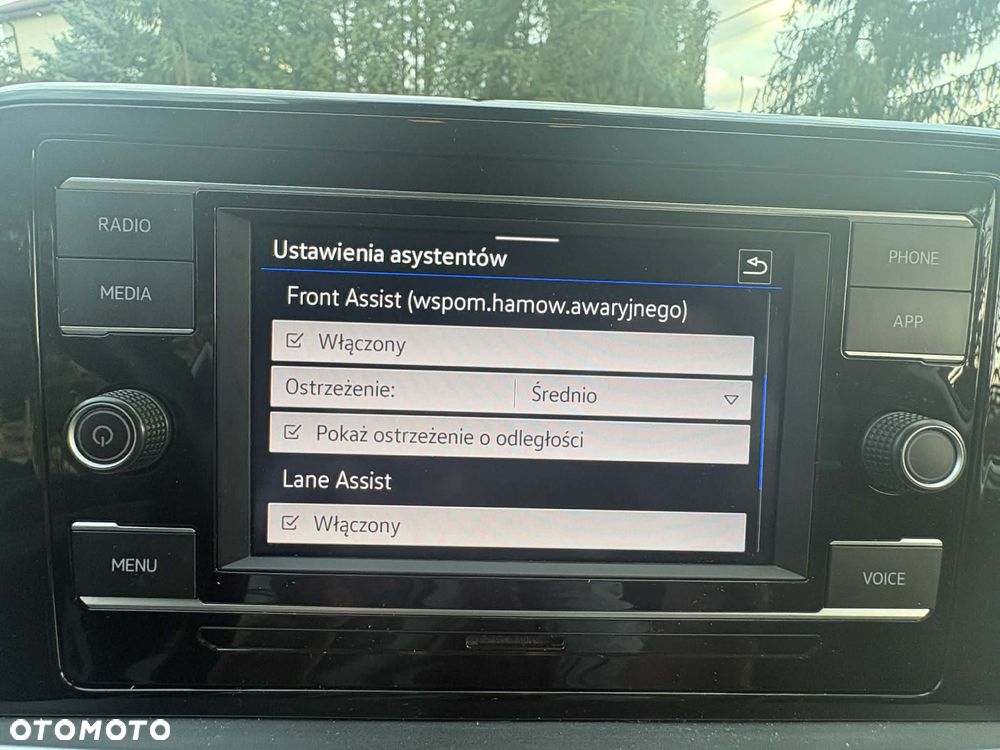 RADIO
MEDIA
MENU
Ustawienia asystentów
Front Assist (wspom.hamow.awaryjnego)
Włączony
Ostrzeżenie: Średnio
Pokaż ostrzeżenie o odległości
Lane Assist
Włączony
PHONE
APP
VOICE
OTOMOTO